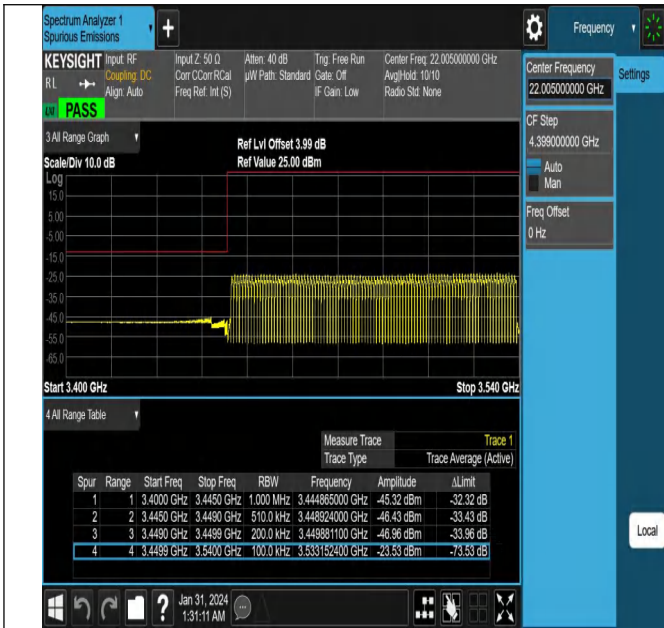 Spectrum Analyzer 1
Spurious Emissions
Frequency
KEYSIGHT
RL
Input: RF
Coupling: DC
Align: Auto
Input Z: 50 Ω
Corr CCorr RCal
Freq Ref: Int (S)
Atten: 40 dB
µW Path: Standard
Trig: Free Run
Gate: Off
IF Gain: Low
Center Freq: 22.005000000 GHz
Avg|Hold: 10/10
Radio Std: None
PASS
Center Frequency
22.005000000 GHz
Settings
CF Step
4.399000000 GHz
Auto
Man
Freq Offset
0 Hz
3 All Range Graph
Scale/Div 10.0 dB
Ref Lvl Offset 3.99 dB
Ref Value 25.00 dBm
Log
15.0
5.00
-5.00
-15.0
-25.0
-35.0
-45.0
-55.0
-65.0
Start 3.400 GHz
Stop 3.540 GHz
4 All Range Table
Measure Trace Trace 1
Trace Type Trace Average (Active)
Spur Range Start Freq Stop Freq RBW Frequency Amplitude ΔLimit
1 1 3.4000 GHz 3.4450 GHz 1.000 MHz 3.444865000 GHz -45.32 dBm -32.32 dB
2 2 3.4450 GHz 3.4490 GHz 510.0 kHz 3.448924000 GHz -46.43 dBm -33.43 dB
3 3 3.4490 GHz 3.4499 GHz 200.0 kHz 3.449881100 GHz -46.96 dBm -33.96 dB
4 4 3.4499 GHz 3.5400 GHz 100.0 kHz 3.533152400 GHz -23.53 dBm -73.53 dB
Local
Jan 31, 2024
1:31:11 AM